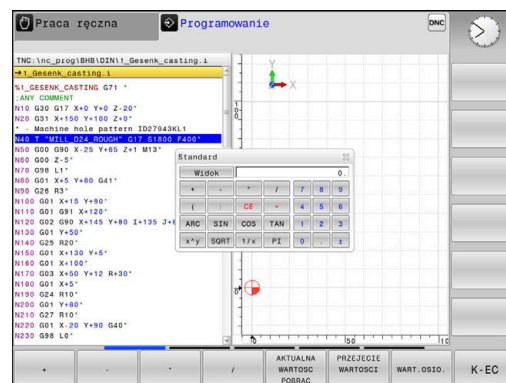 Praca ręczna
Programowanie
DNC
TNC:\nc_prog\BHB\DIN\1_Gesenk_casting.i
→1_Gesenk_casting.i
%1_GESENK_CASTING G71 *
;ANY COMMENT
N10 G30 G17 X+0 Y+0 Z-20*
N20 G31 X+150 Y+100 Z+0*
* - Machine hole pattern ID27943KL1
N40 T "MILL_D24_ROUGH" G17 S1800 F400*
N50 G00 G90 X-25 Y+65 Z+1 M13*
N60 G00 Z-5*
N70 G98 L1*
N80 G01 X+5 Y+80 G41*
N90 G26 R3*
N100 G01 X+15 Y+90*
N110 G01 G91 X+120*
N120 G02 G90 X+145 Y+80 I+135 J+8
N130 G01 Y+50*
N140 G25 R20*
N150 G01 X+130 Y+5*
N160 G01 X+100*
N170 G03 X+50 Y+12 R+30*
N180 G01 X+5*
N190 G24 R10*
N200 G01 Y+80*
N210 G27 R10*
N220 G01 X-20 Y+90 G40*
N230 G98 L0*
Y
X
Standard
Widok 0.
+ - * / 7 8 9
( ) CE = 4 5 6
ARC SIN COS TAN 1 2 3
x^y SQRT 1/x PI 0 . ±
0 50
+
-
*
/
AKTUALNA
WARTOSC
POBRAC
PRZEJECIE
WARTOSCI
WART.OSIO.
K-EC